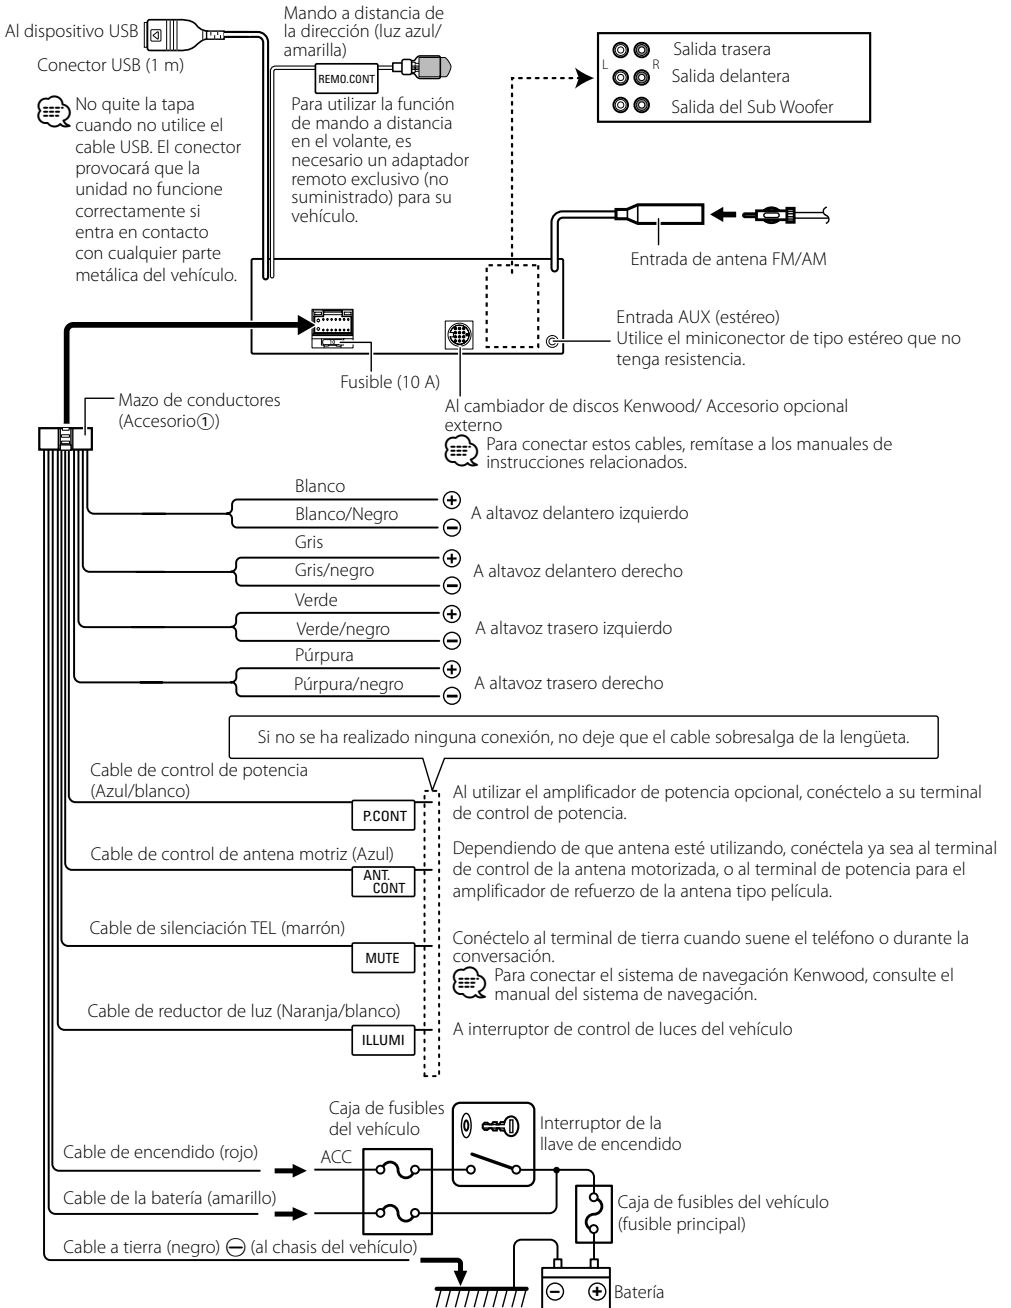 Al dispositivo USB
Conector USB (1 m)
No quite la tapa
cuando no utilice el
cable USB. El conector
provocará que la
unidad no funcione
correctamente si
entra en contacto
con cualquier parte
metálica del vehículo.
Mando a distancia de
la dirección (luz azul/
amarilla)
REMO.CONT
Para utilizar la función
de mando a distancia
en el volante, es
necesario un adaptador
remoto exclusivo (no
suministrado) para su
vehículo.
L R
Salida trasera
Salida delantera
Salida del Sub Woofer
Entrada de antena FM/AM
Entrada AUX (estéreo)
Utilice el miniconector de tipo estéreo que no
tenga resistencia.
Fusible (10 A)
Mazo de conductores
(Accesorio①)
Al cambiador de discos Kenwood/ Accesorio opcional
externo
Para conectar estos cables, remítase a los manuales de
instrucciones relacionados.
Blanco ⊕
Blanco/Negro ⊖
A altavoz delantero izquierdo
Gris ⊕
Gris/negro ⊖
A altavoz delantero derecho
Verde ⊕
Verde/negro ⊖
A altavoz trasero izquierdo
Púrpura ⊕
Púrpura/negro ⊖
A altavoz trasero derecho
Si no se ha realizado ninguna conexión, no deje que el cable sobresalga de la lengüeta.
Cable de control de potencia
(Azul/blanco)
P.CONT
Al utilizar el amplificador de potencia opcional, conéctelo a su terminal
de control de potencia.
Cable de control de antena motriz (Azul)
ANT.
CONT
Dependiendo de que antena esté utilizando, conéctela ya sea al terminal
de control de la antena motorizada, o al terminal de potencia para el
amplificador de refuerzo de la antena tipo película.
Cable de silenciación TEL (marrón)
MUTE
Conéctelo al terminal de tierra cuando suene el teléfono o durante la
conversación.
Para conectar el sistema de navegación Kenwood, consulte el
manual del sistema de navegación.
Cable de reductor de luz (Naranja/blanco)
ILLUMI
A interruptor de control de luces del vehículo
Caja de fusibles
del vehículo
Interruptor de la
llave de encendido
Cable de encendido (rojo)
ACC
Cable de la batería (amarillo)
Caja de fusibles del vehículo
(fusible principal)
Cable a tierra (negro) ⊖ (al chasis del vehículo)
⊖ ⊕ Batería